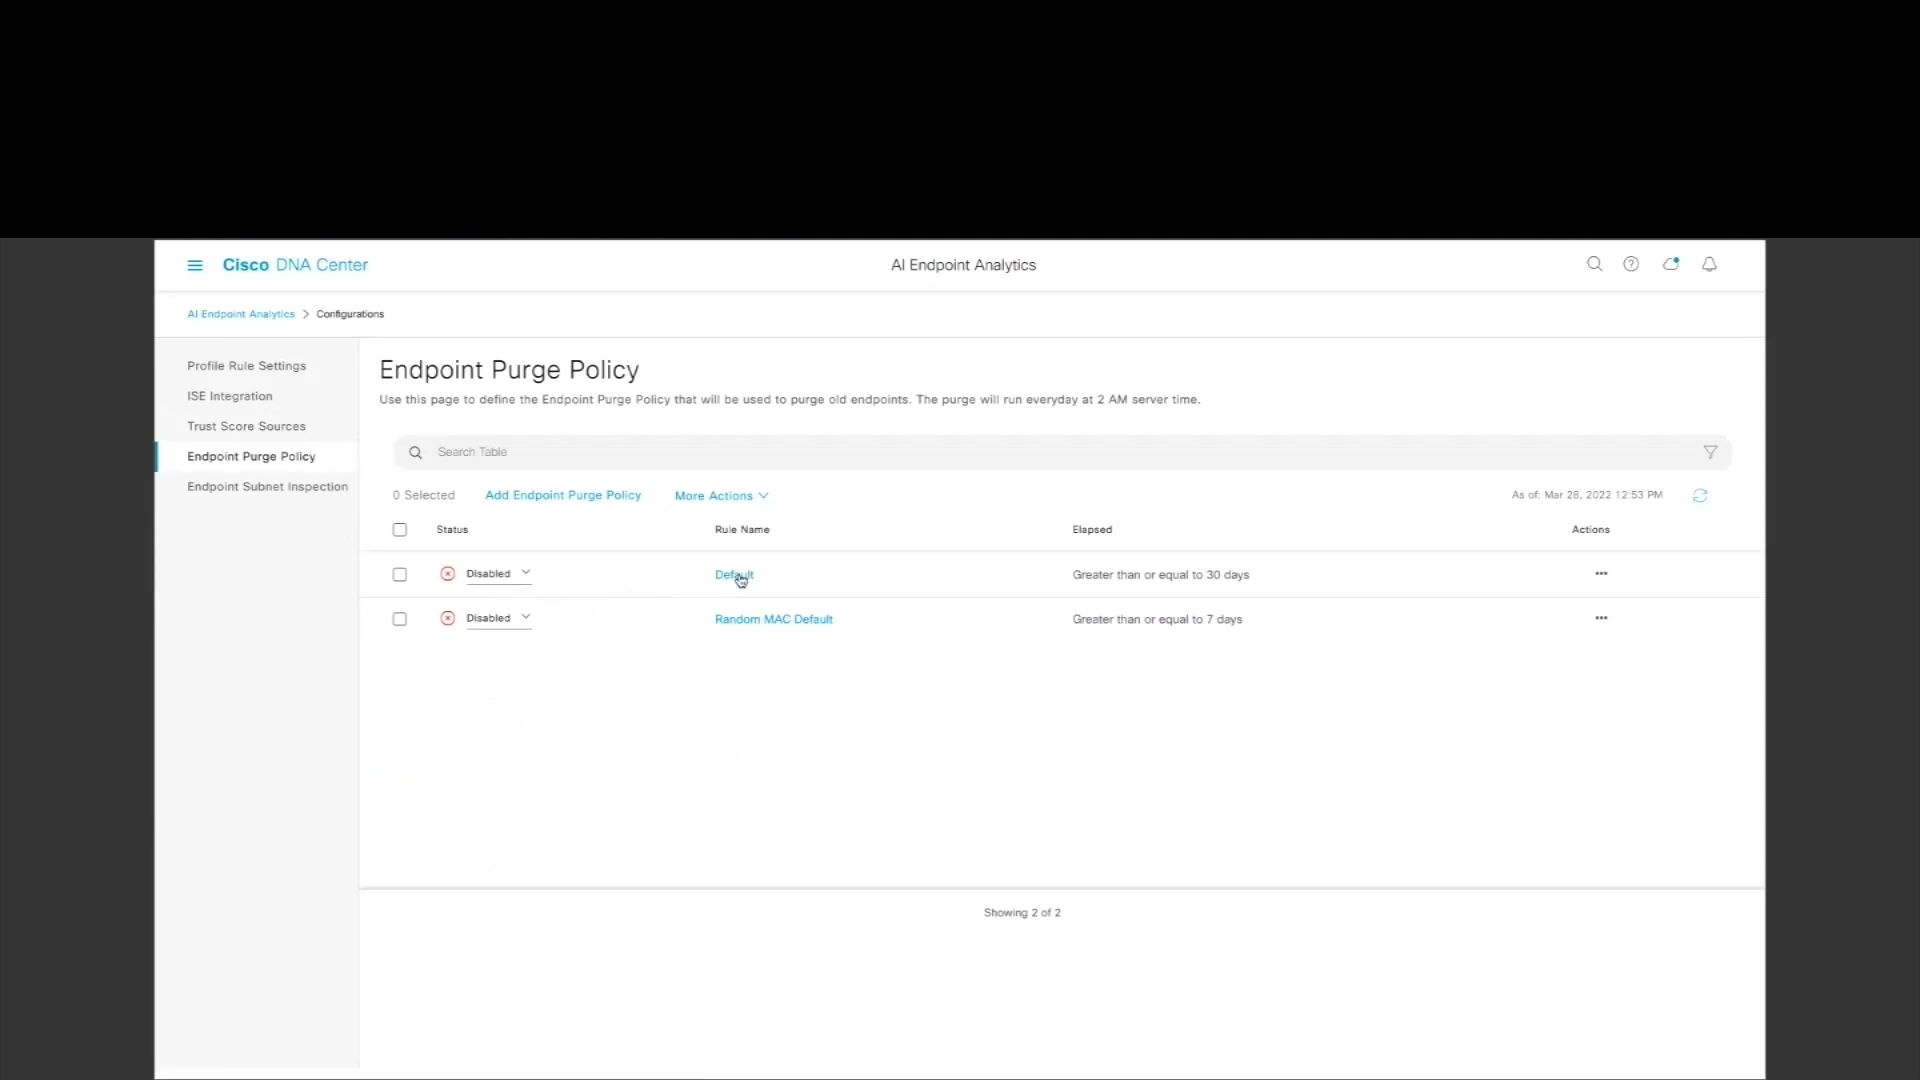 Cisco DNA Center
AI Endpoint Analytics
AI Endpoint Analytics > Configurations
Profile Rule Settings
ISE Integration
Trust Score Sources
Endpoint Purge Policy
Endpoint Subnet Inspection
Endpoint Purge Policy
Use this page to define the Endpoint Purge Policy that will be used to purge old endpoints. The purge will run everyday at 2 AM server time.
Search Table
0 Selected Add Endpoint Purge Policy More Actions As of: Mar 28, 2022 12:53 PM
Status Rule Name Elapsed Actions
Disabled Default Greater than or equal to 30 days
Disabled Random MAC Default Greater than or equal to 7 days
Showing 2 of 2